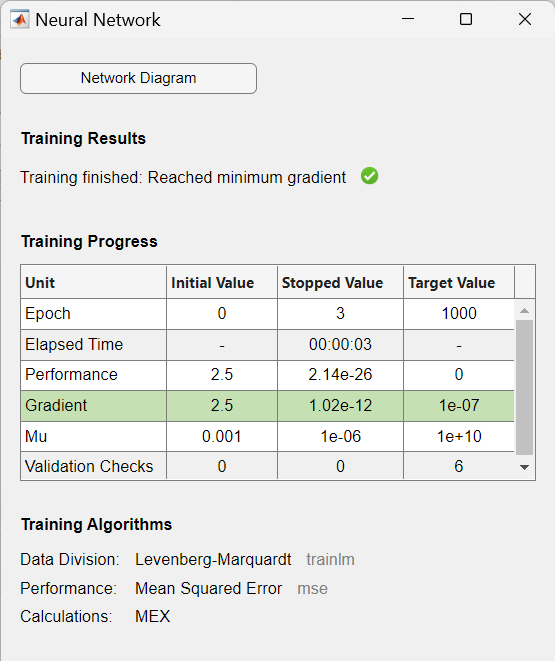 Neural Network
Network Diagram
Training Results
Training finished: Reached minimum gradient
Training Progress
Unit Initial Value Stopped Value Target Value
Epoch 0 3 1000
Elapsed Time - 00:00:03 -
Performance 2.5 2.14e-26 0
Gradient 2.5 1.02e-12 1e-07
Mu 0.001 1e-06 1e+10
Validation Checks 0 0 6
Training Algorithms
Data Division: Levenberg-Marquardt trainlm
Performance: Mean Squared Error mse
Calculations: MEX